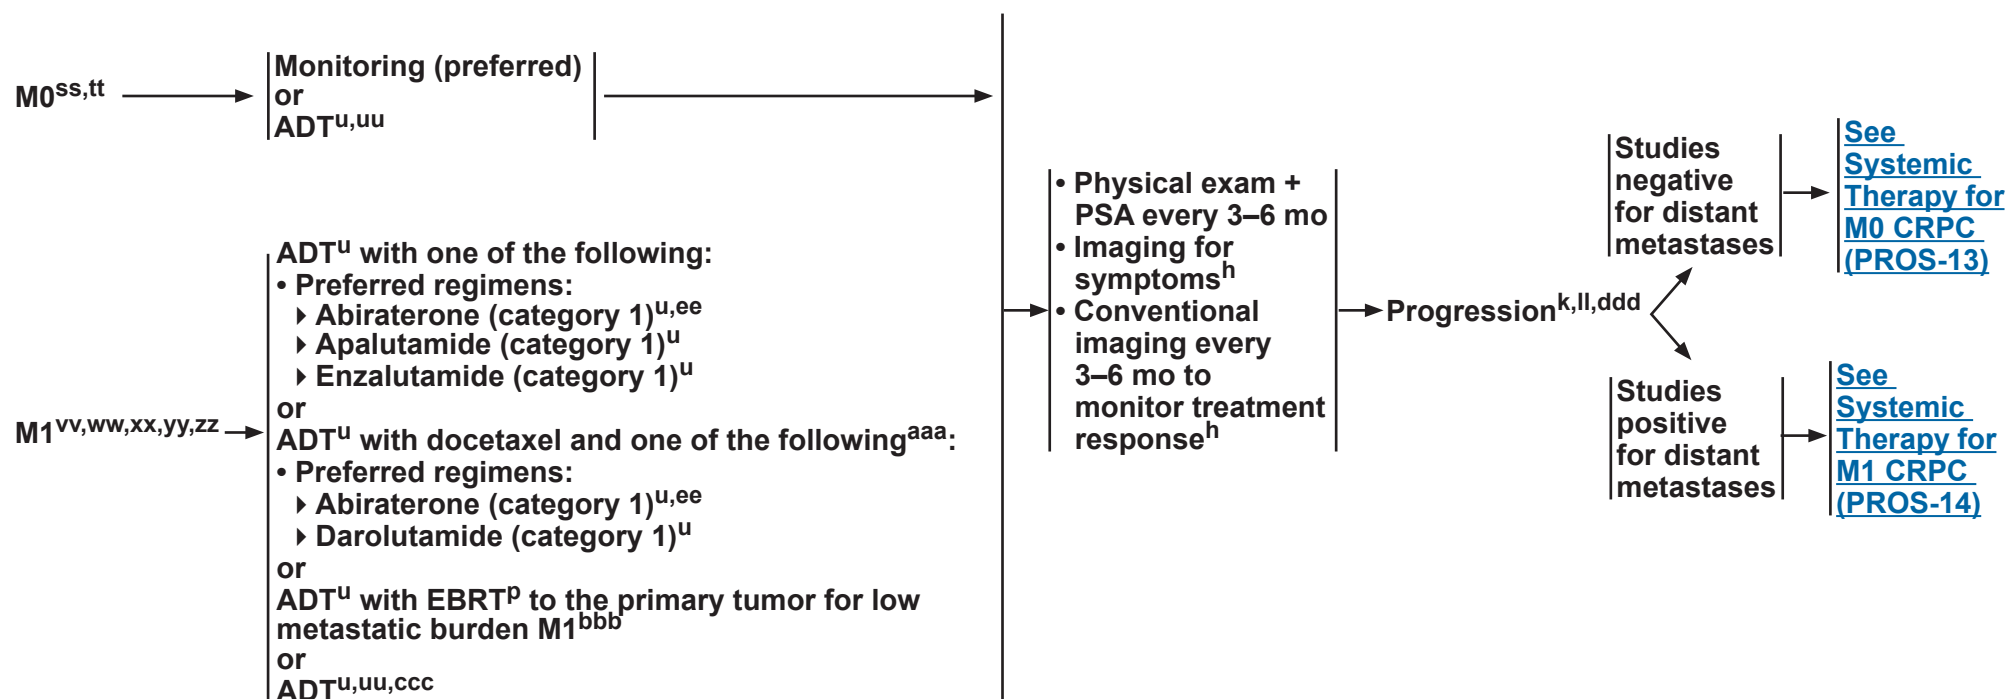 M0ss,tt
Monitoring (preferred)
or
ADTu,uu
M1vv,ww,xx,yy,zz
ADTu with one of the following:
• Preferred regimens:
▸ Abiraterone (category 1)u,ee
▸ Apalutamide (category 1)u
▸ Enzalutamide (category 1)u
or
ADTu with docetaxel and one of the followingaaa:
• Preferred regimens:
▸ Abiraterone (category 1)u,ee
▸ Darolutamide (category 1)u
or
ADTu with EBRTp to the primary tumor for low
metastatic burden M1bbb
or
ADTu,uu,ccc
• Physical exam +
PSA every 3–6 mo
• Imaging for
symptomsh
• Conventional
imaging every
3–6 mo to
monitor treatment
responseh
Progressionk,ll,ddd
Studies
negative
for distant
metastases
See
Systemic
Therapy for
M0 CRPC
(PROS-13)
Studies
positive
for distant
metastases
See
Systemic
Therapy for
M1 CRPC
(PROS-14)